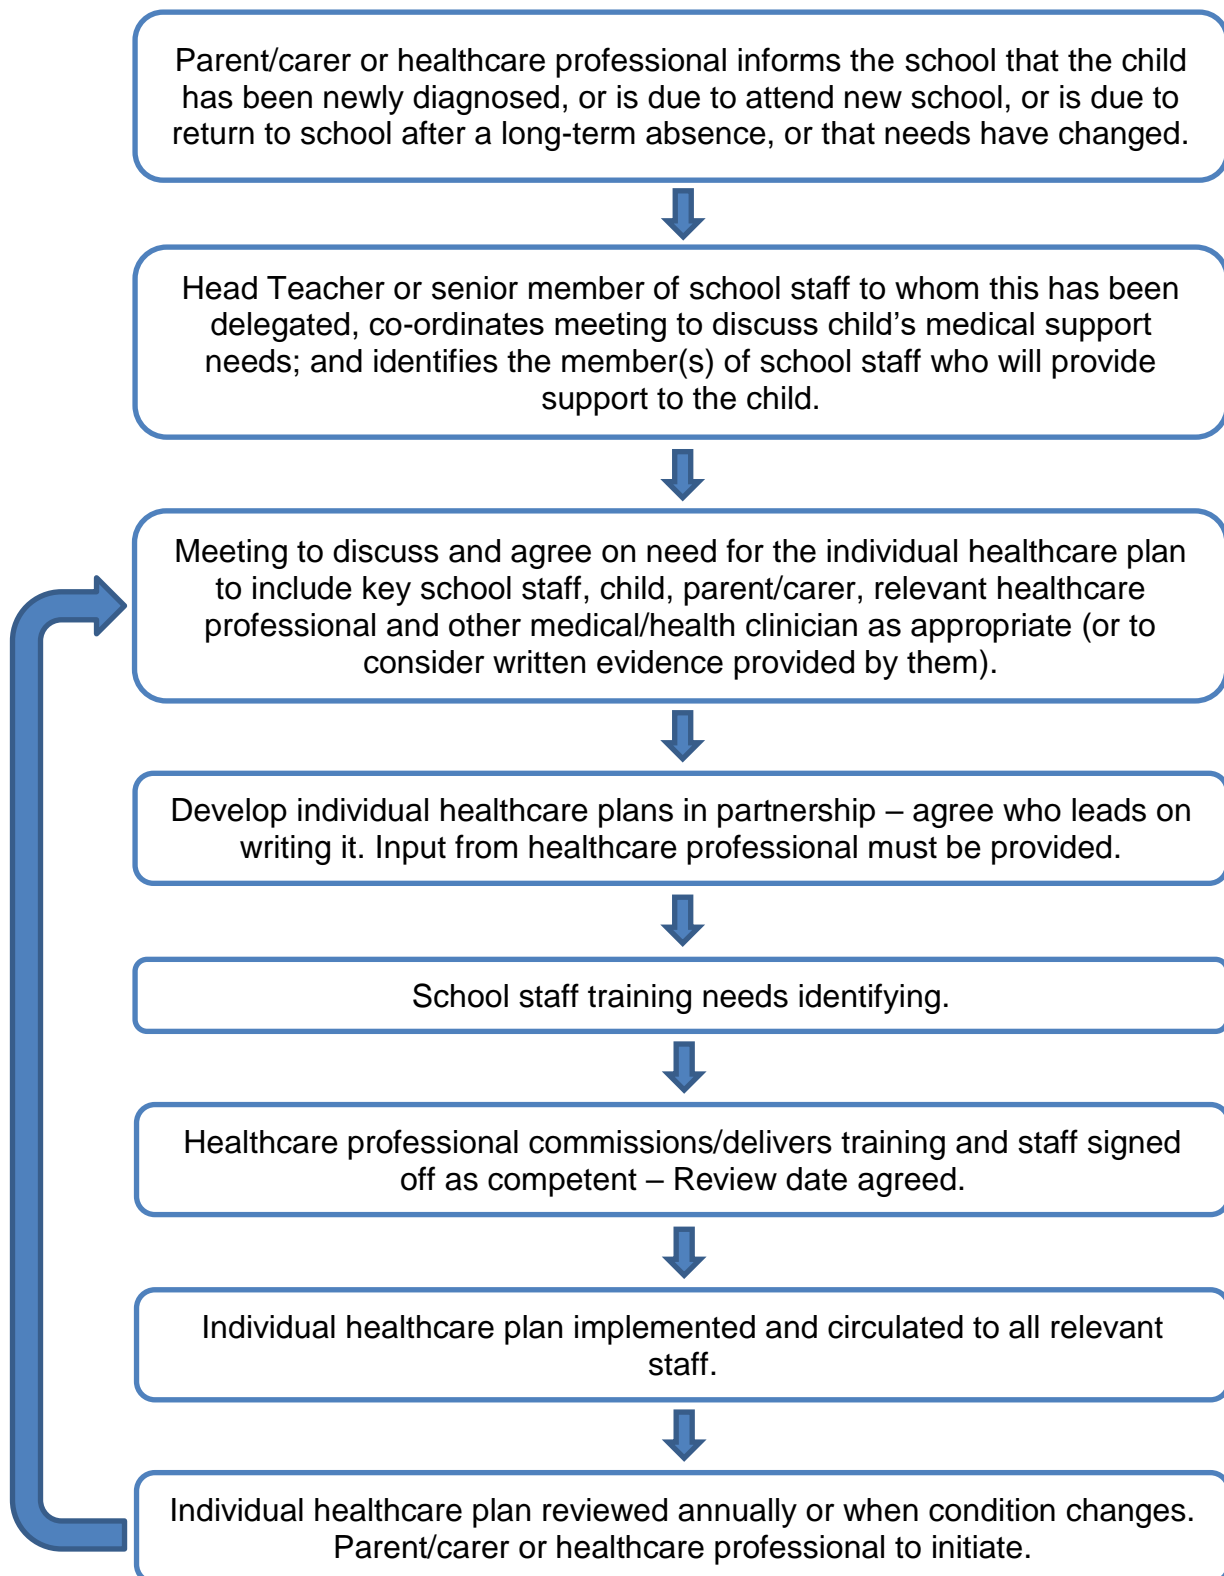 Parent/carer or healthcare professional informs the school that the child
has been newly diagnosed, or is due to attend new school, or is due to
return to school after a long-term absence, or that needs have changed.
Head Teacher or senior member of school staff to whom this has been
delegated, co-ordinates meeting to discuss child’s medical support
needs; and identifies the member(s) of school staff who will provide
support to the child.
Meeting to discuss and agree on need for the individual healthcare plan
to include key school staff, child, parent/carer, relevant healthcare
professional and other medical/health clinician as appropriate (or to
consider written evidence provided by them).
Develop individual healthcare plans in partnership – agree who leads on
writing it. Input from healthcare professional must be provided.
School staff training needs identifying.
Healthcare professional commissions/delivers training and staff signed
off as competent – Review date agreed.
Individual healthcare plan implemented and circulated to all relevant
staff.
Individual healthcare plan reviewed annually or when condition changes.
Parent/carer or healthcare professional to initiate.